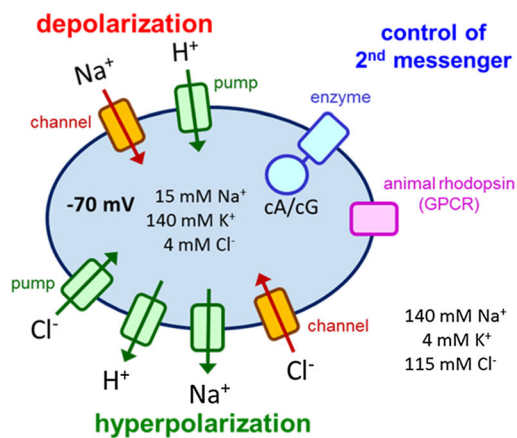 depolarization
control of
2nd messenger
Na+
H+
pump
enzyme
channel
animal rhodopsin
(GPCR)
cA/cG
-70 mV
15 mM Na+
140 mM K+
4 mM Cl-
pump
Cl-
H+
Na+
Cl-
channel
140 mM Na+
4 mM K+
115 mM Cl-
hyperpolarization